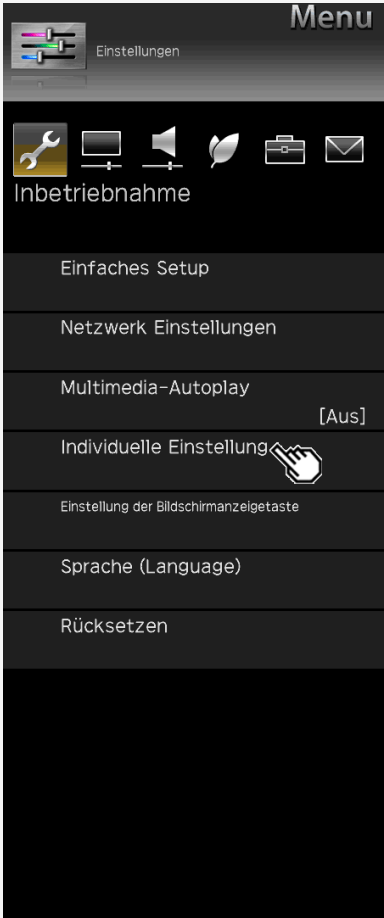 Menu
Einstellungen
Inbetriebnahme
Einfaches Setup
Netzwerk Einstellungen
Multimedia-Autoplay
[Aus]
Individuelle Einstellung
Einstellung der Bildschirmanzeigetaste
Sprache (Language)
Rücksetzen